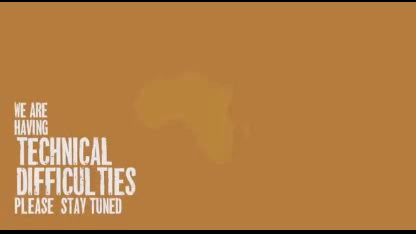 WE ARE
HAVING
TECHNICAL
DIFFICULTIES
PLEASE STAY TUNED